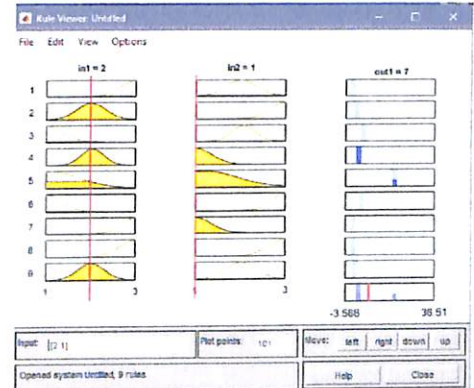 Rule Viewer: Untitled
File Edit View Options
in1 = 2 in2 = 1 out1 = 7
1
2
3
4
5
6
7
8
9
1 3 1 3
-3.568 36.51
Input: [2 1] Plot points: 101 Move: left right down up
Opened system Untitled, 9 rules Help Close